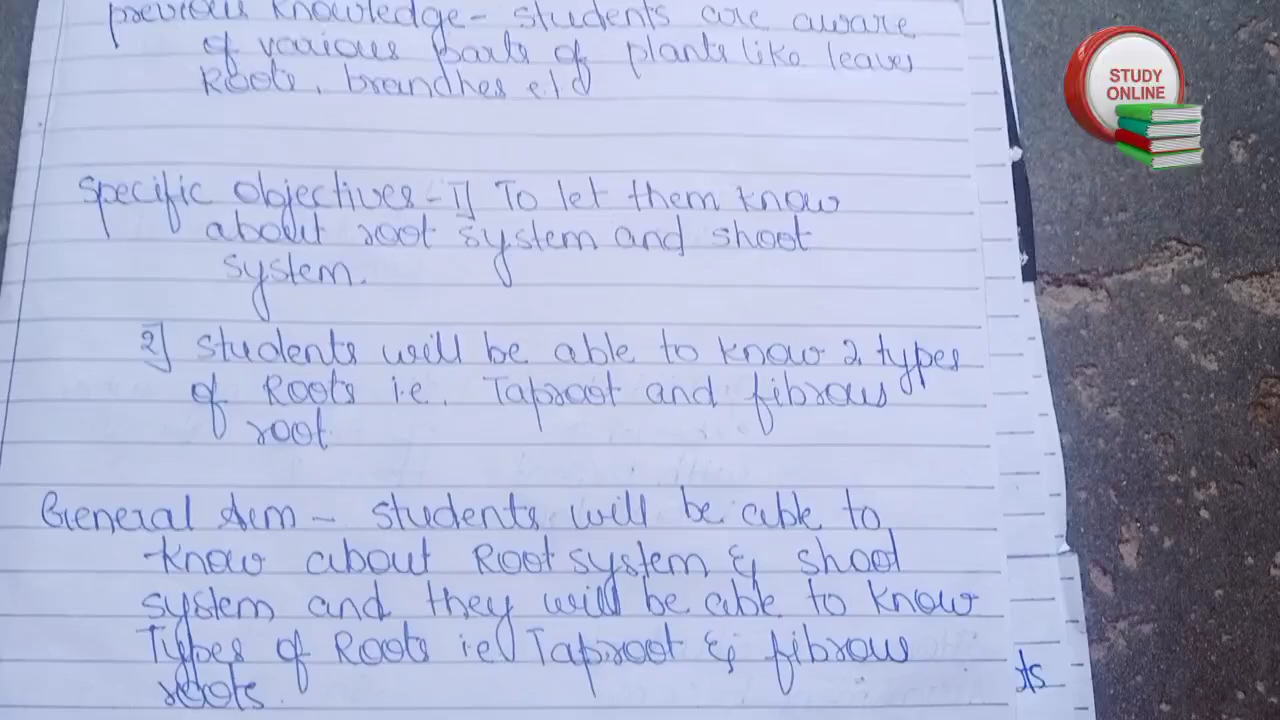 previous knowledge - students are aware
of various parts of plants like leaves
Roots, brandhes etc
Specific Objectives - 1] To let them know
about root system and shoot
system.
2] students will be able to know 2 types
of Roots i.e. Taproot and fibrous
root
General Aem - students will be able to
know about Root system & shoot
system and they will be able to know
Types of Roots i.e Taproot & fibrous
roots.
ts
STUDY
ONLINE